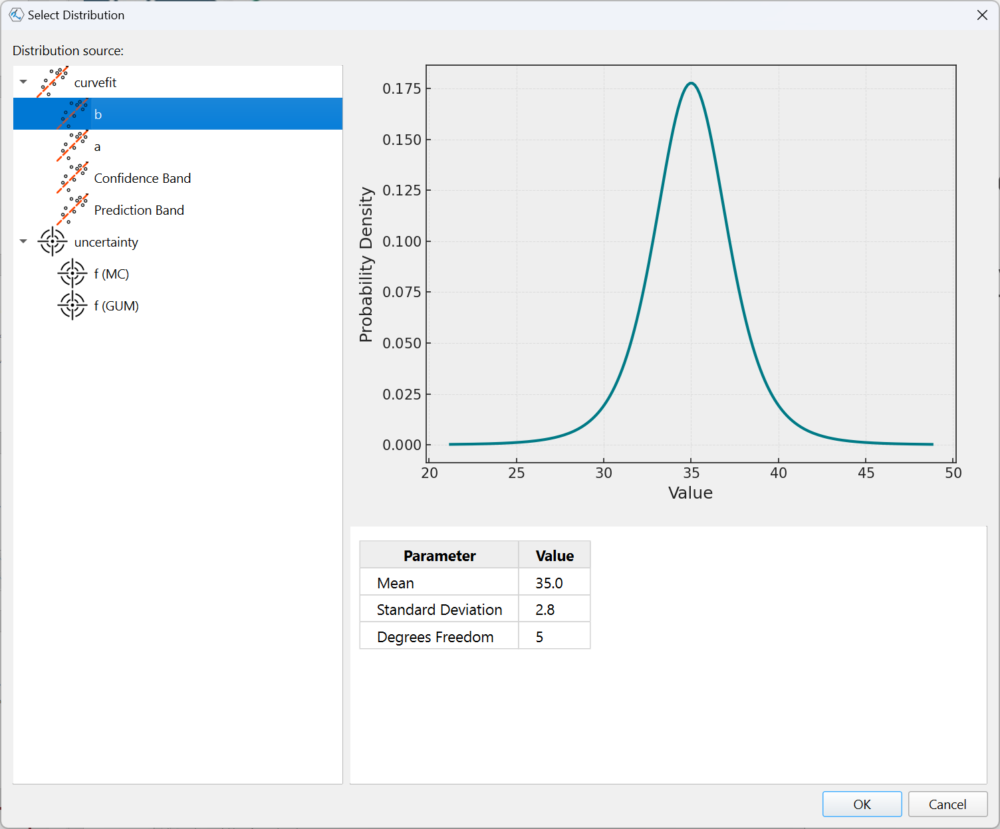 Select Distribution
Distribution source:
curvefit
b
a
Confidence Band
Prediction Band
uncertainty
f (MC)
f (GUM)
Probability Density
0.175
0.150
0.125
0.100
0.075
0.050
0.025
0.000
20 25 30 35 40 45 50
Value
Parameter Value
Mean 35.0
Standard Deviation 2.8
Degrees Freedom 5
OK Cancel